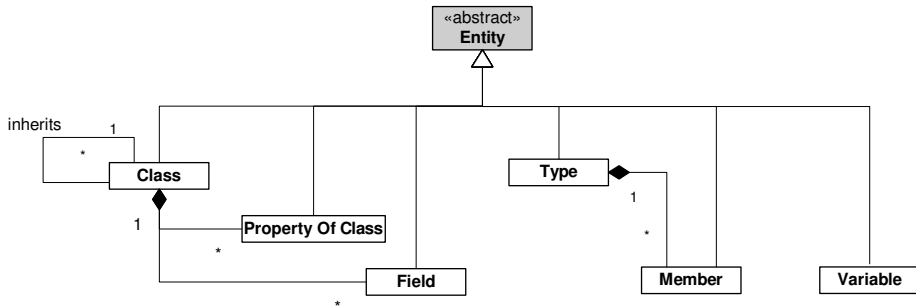 «abstract»
Entity
inherits
1
*
Class
Type
1
1
Property Of Class
*
*
Field
Member
Variable
*